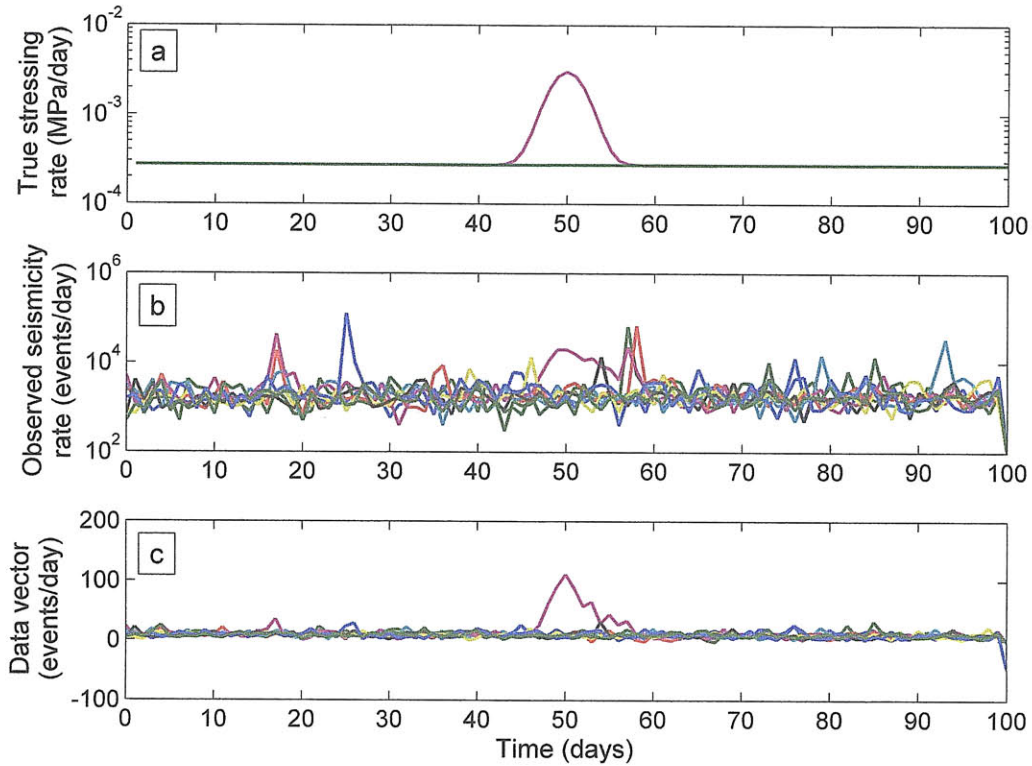 10^-2
a
10^-3
10^-4
True stressing
rate (MPa/day)
0 10 20 30 40 50 60 70 80 90 100
10^6
b
10^4
10^2
Observed seismicity
rate (events/day)
0 10 20 30 40 50 60 70 80 90 100
200
c
100
0
-100
Data vector
(events/day)
0 10 20 30 40 50 60 70 80 90 100
Time (days)